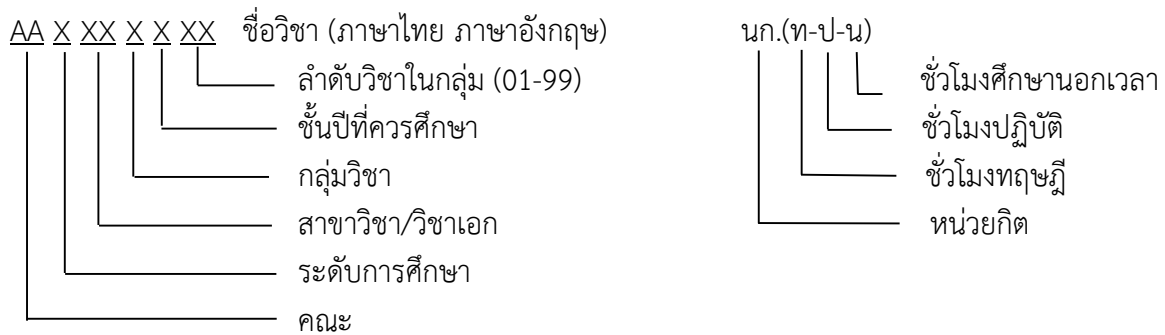 AA X XX X X XX ชื่อวิชา (ภาษาไทย ภาษาอังกฤษ) นก.(ท-ป-น)
ลำดับวิชาในกลุ่ม (01-99) ชั่วโมงศึกษานอกเวลา
ชั้นปีที่ควรศึกษา ชั่วโมงปฏิบัติ
กลุ่มวิชา ชั่วโมงทฤษฎี
สาขาวิชา/วิชาเอก หน่วยกิต
ระดับการศึกษา
คณะ